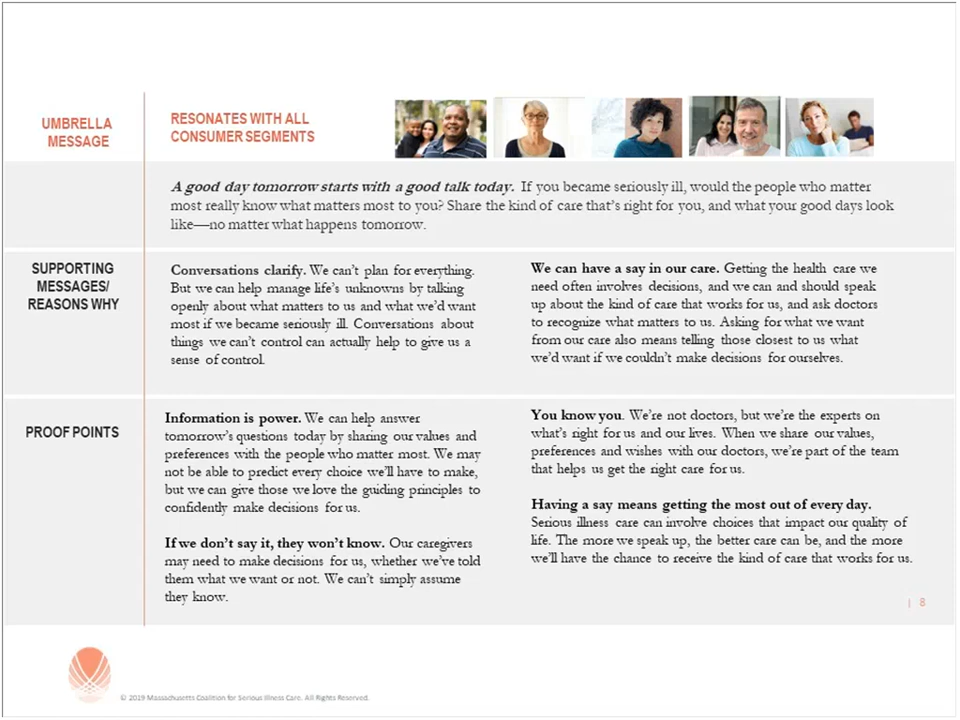 UMBRELLA
MESSAGE
RESONATES WITH ALL
CONSUMER SEGMENTS
A good day tomorrow starts with a good talk today. If you became seriously ill, would the people who matter
most really know what matters most to you? Share the kind of care that's right for you, and what your good days look
like—no matter what happens tomorrow.
SUPPORTING
MESSAGES/
REASONS WHY
Conversations clarify. We can't plan for everything.
But we can help manage life's unknowns by talking
openly about what matters to us and what we'd want
most if we became seriously ill. Conversations about
things we can't control can actually help to give us a
sense of control.
We can have a say in our care. Getting the health care we
need often involves decisions, and we can and should speak
up about the kind of care that works for us, and ask doctors
to recognize what matters to us. Asking for what we want
from our care also means telling those closest to us what
we'd want if we couldn't make decisions for ourselves.
PROOF POINTS
Information is power. We can help answer
tomorrow's questions today by sharing our values and
preferences with the people who matter most. We may
not be able to predict every choice we'll have to make,
but we can give those we love the guiding principles to
confidently make decisions for us.
If we don't say it, they won't know. Our caregivers
may need to make decisions for us, whether we've told
them what we want or not. We can't simply assume
they know.
You know you. We're not doctors, but we're the experts on
what's right for us and our lives. When we share our values,
preferences and wishes with our doctors, we're part of the team
that helps us get the right care for us.
Having a say means getting the most out of every day.
Serious illness care can involve choices that impact our quality of
life. The more we speak up, the better care can be, and the more
we'll have the chance to receive the kind of care that works for us.
| 8
© 2019 Massachusetts Coalition for Serious Illness Care. All Rights Reserved.